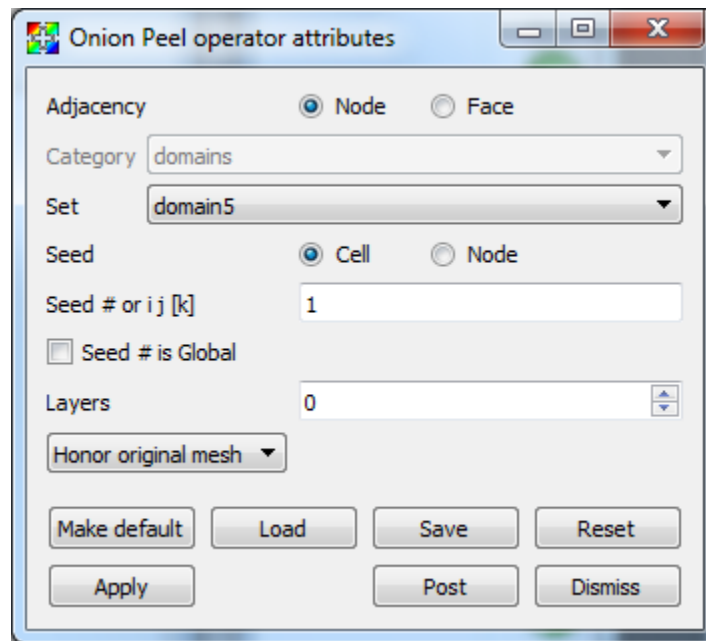 Onion Peel operator attributes
Adjacency Node Face
Category domains
Set domain5
Seed Cell Node
Seed # or i j [k] 1
Seed # is Global
Layers 0
Honor original mesh
Make default Load Save Reset
Apply Post Dismiss